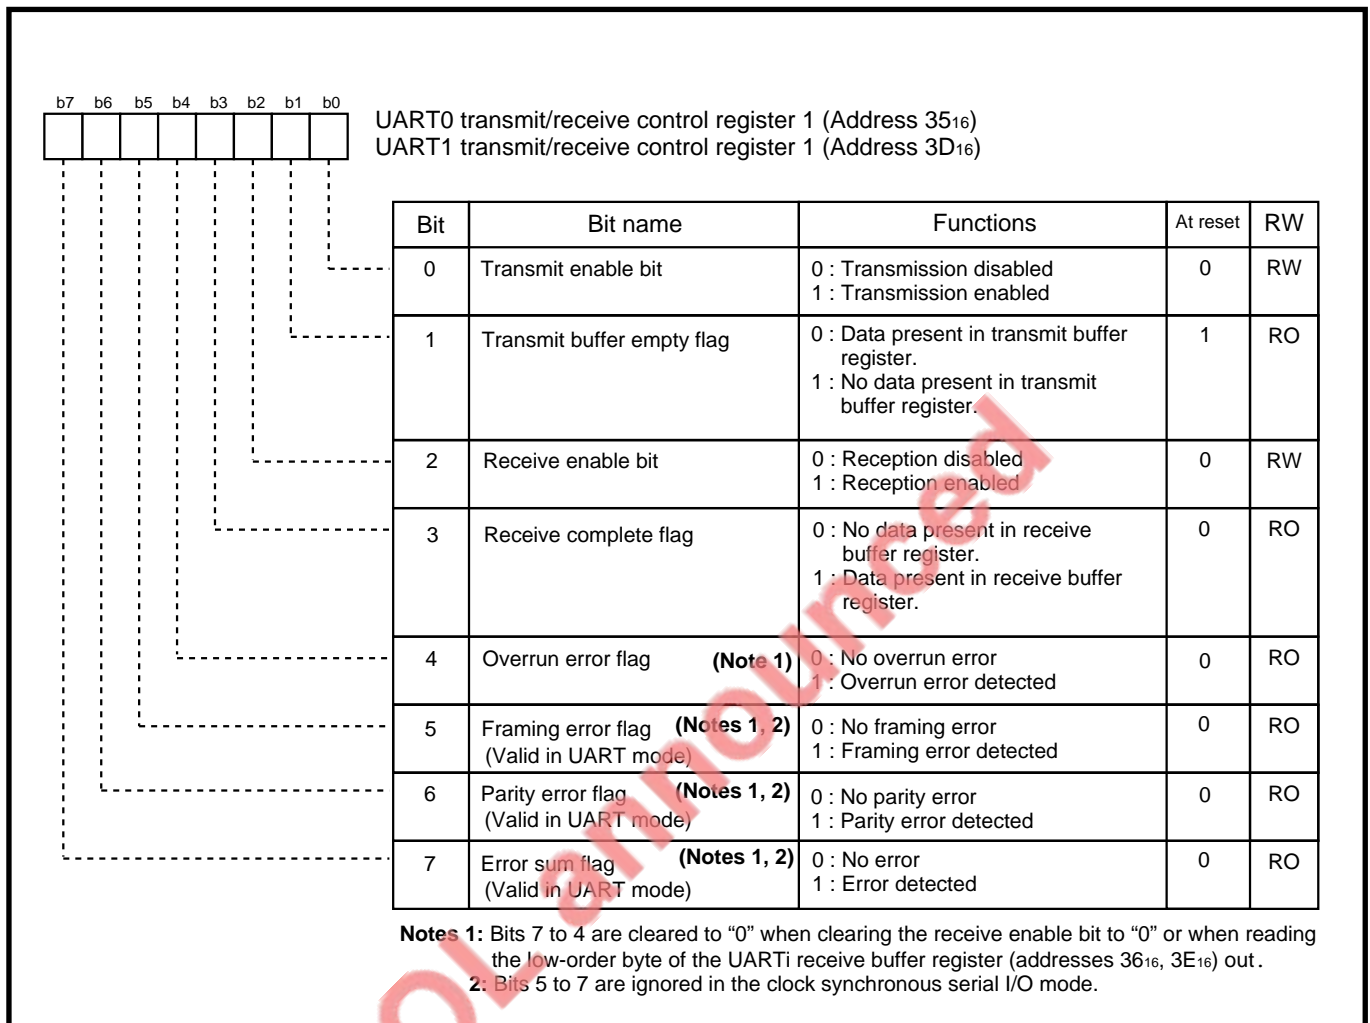 b7 b6 b5 b4 b3 b2 b1 b0
UART0 transmit/receive control register 1 (Address 35₁₆)
UART1 transmit/receive control register 1 (Address 3D₁₆)
Bit Bit name Functions At reset RW
0 Transmit enable bit 0 : Transmission disabled 0 RW
1 : Transmission enabled
1 Transmit buffer empty flag 0 : Data present in transmit buffer 1 RO
register.
1 : No data present in transmit
buffer register.
2 Receive enable bit 0 : Reception disabled 0 RW
1 : Reception enabled
3 Receive complete flag 0 : No data present in receive 0 RO
buffer register.
1 : Data present in receive buffer
register.
4 Overrun error flag (Note 1) 0 : No overrun error 0 RO
1 : Overrun error detected
5 Framing error flag (Notes 1, 2) 0 : No framing error 0 RO
(Valid in UART mode) 1 : Framing error detected
6 Parity error flag (Notes 1, 2) 0 : No parity error 0 RO
(Valid in UART mode) 1 : Parity error detected
7 Error sum flag (Notes 1, 2) 0 : No error 0 RO
(Valid in UART mode) 1 : Error detected
Notes 1: Bits 7 to 4 are cleared to “0” when clearing the receive enable bit to “0” or when reading
the low-order byte of the UARTi receive buffer register (addresses 36₁₆, 3E₁₆) out.
2: Bits 5 to 7 are ignored in the clock synchronous serial I/O mode.
OL announced